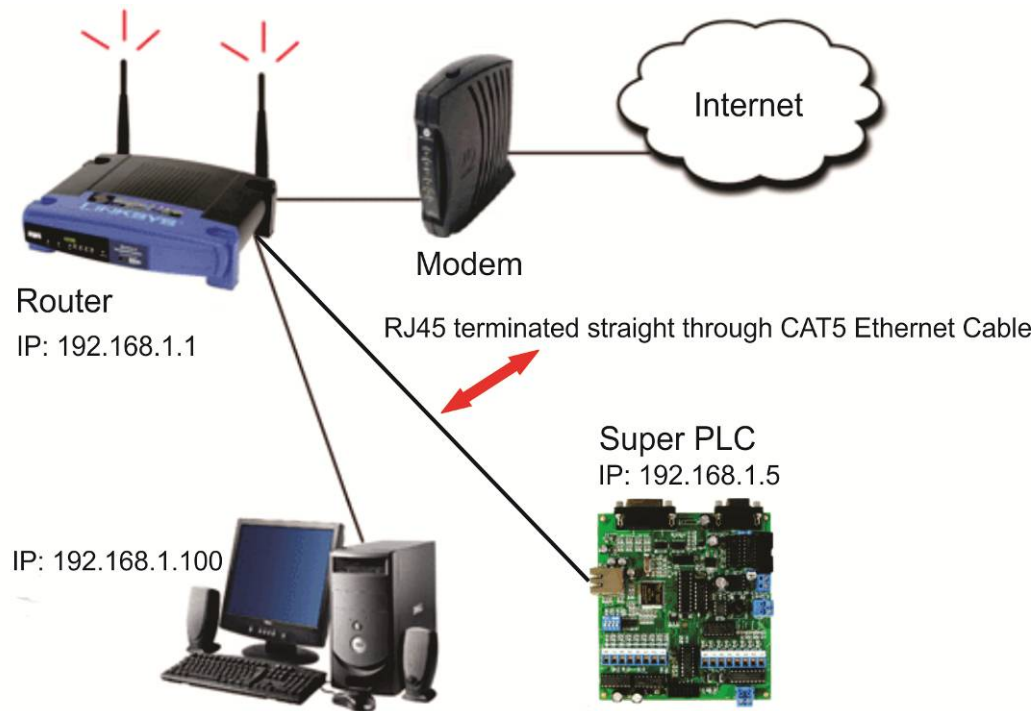 Internet
LINKSYS
Modem
Router
IP: 192.168.1.1
RJ45 terminated straight through CAT5 Ethernet Cable
Super PLC
IP: 192.168.1.5
IP: 192.168.1.100